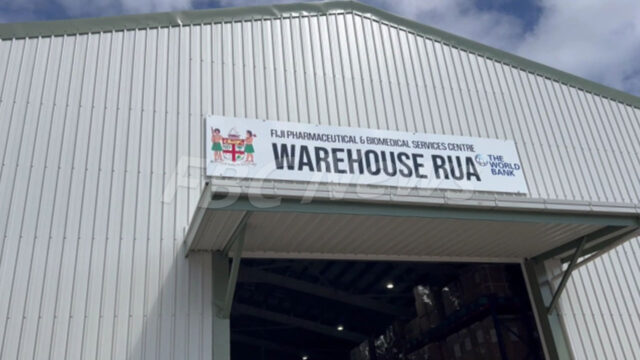 FIJI PHARMACEUTICAL & BIOMEDICAL SERVICES CENTRE
WAREHOUSE RUA
THE
WORLD
BANK
FBC News